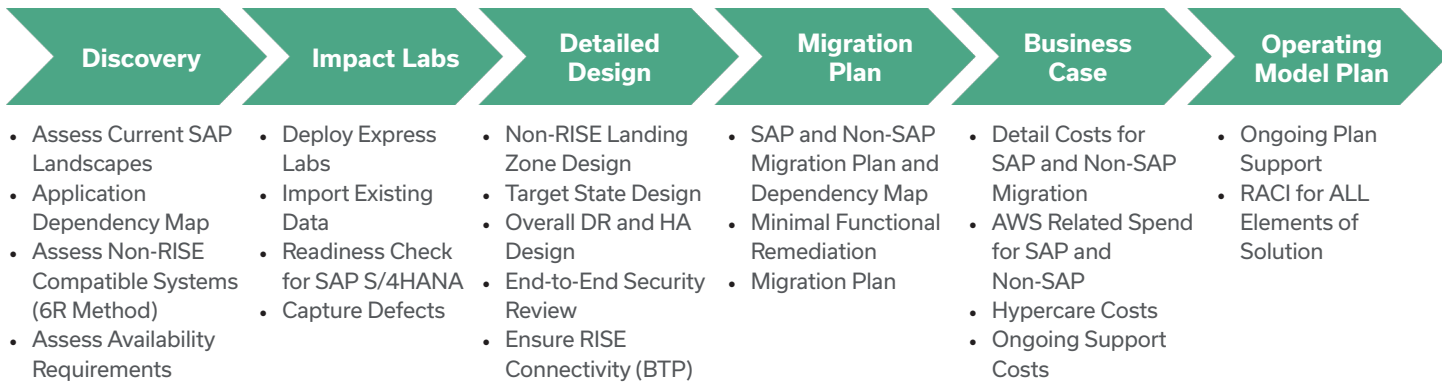 Discovery
• Assess Current SAP
Landscapes
• Application
Dependency Map
• Assess Non-RISE
Compatible Systems
(6R Method)
• Assess Availability
Requirements
Impact Labs
• Deploy Express
Labs
• Import Existing
Data
• Readiness Check
for SAP S/4HANA
• Capture Defects
Detailed
Design
• Non-RISE Landing
Zone Design
• Target State Design
• Overall DR and HA
Design
• End-to-End Security
Review
• Ensure RISE
Connectivity (BTP)
Migration
Plan
• SAP and Non-SAP
Migration Plan and
Dependency Map
• Minimal Functional
Remediation
• Migration Plan
Business
Case
• Detail Costs for
SAP and Non-SAP
Migration
• AWS Related Spend
for SAP and
Non-SAP
• Hypercare Costs
• Ongoing Support
Costs
Operating
Model Plan
• Ongoing Plan
Support
• RACI for ALL
Elements of
Solution